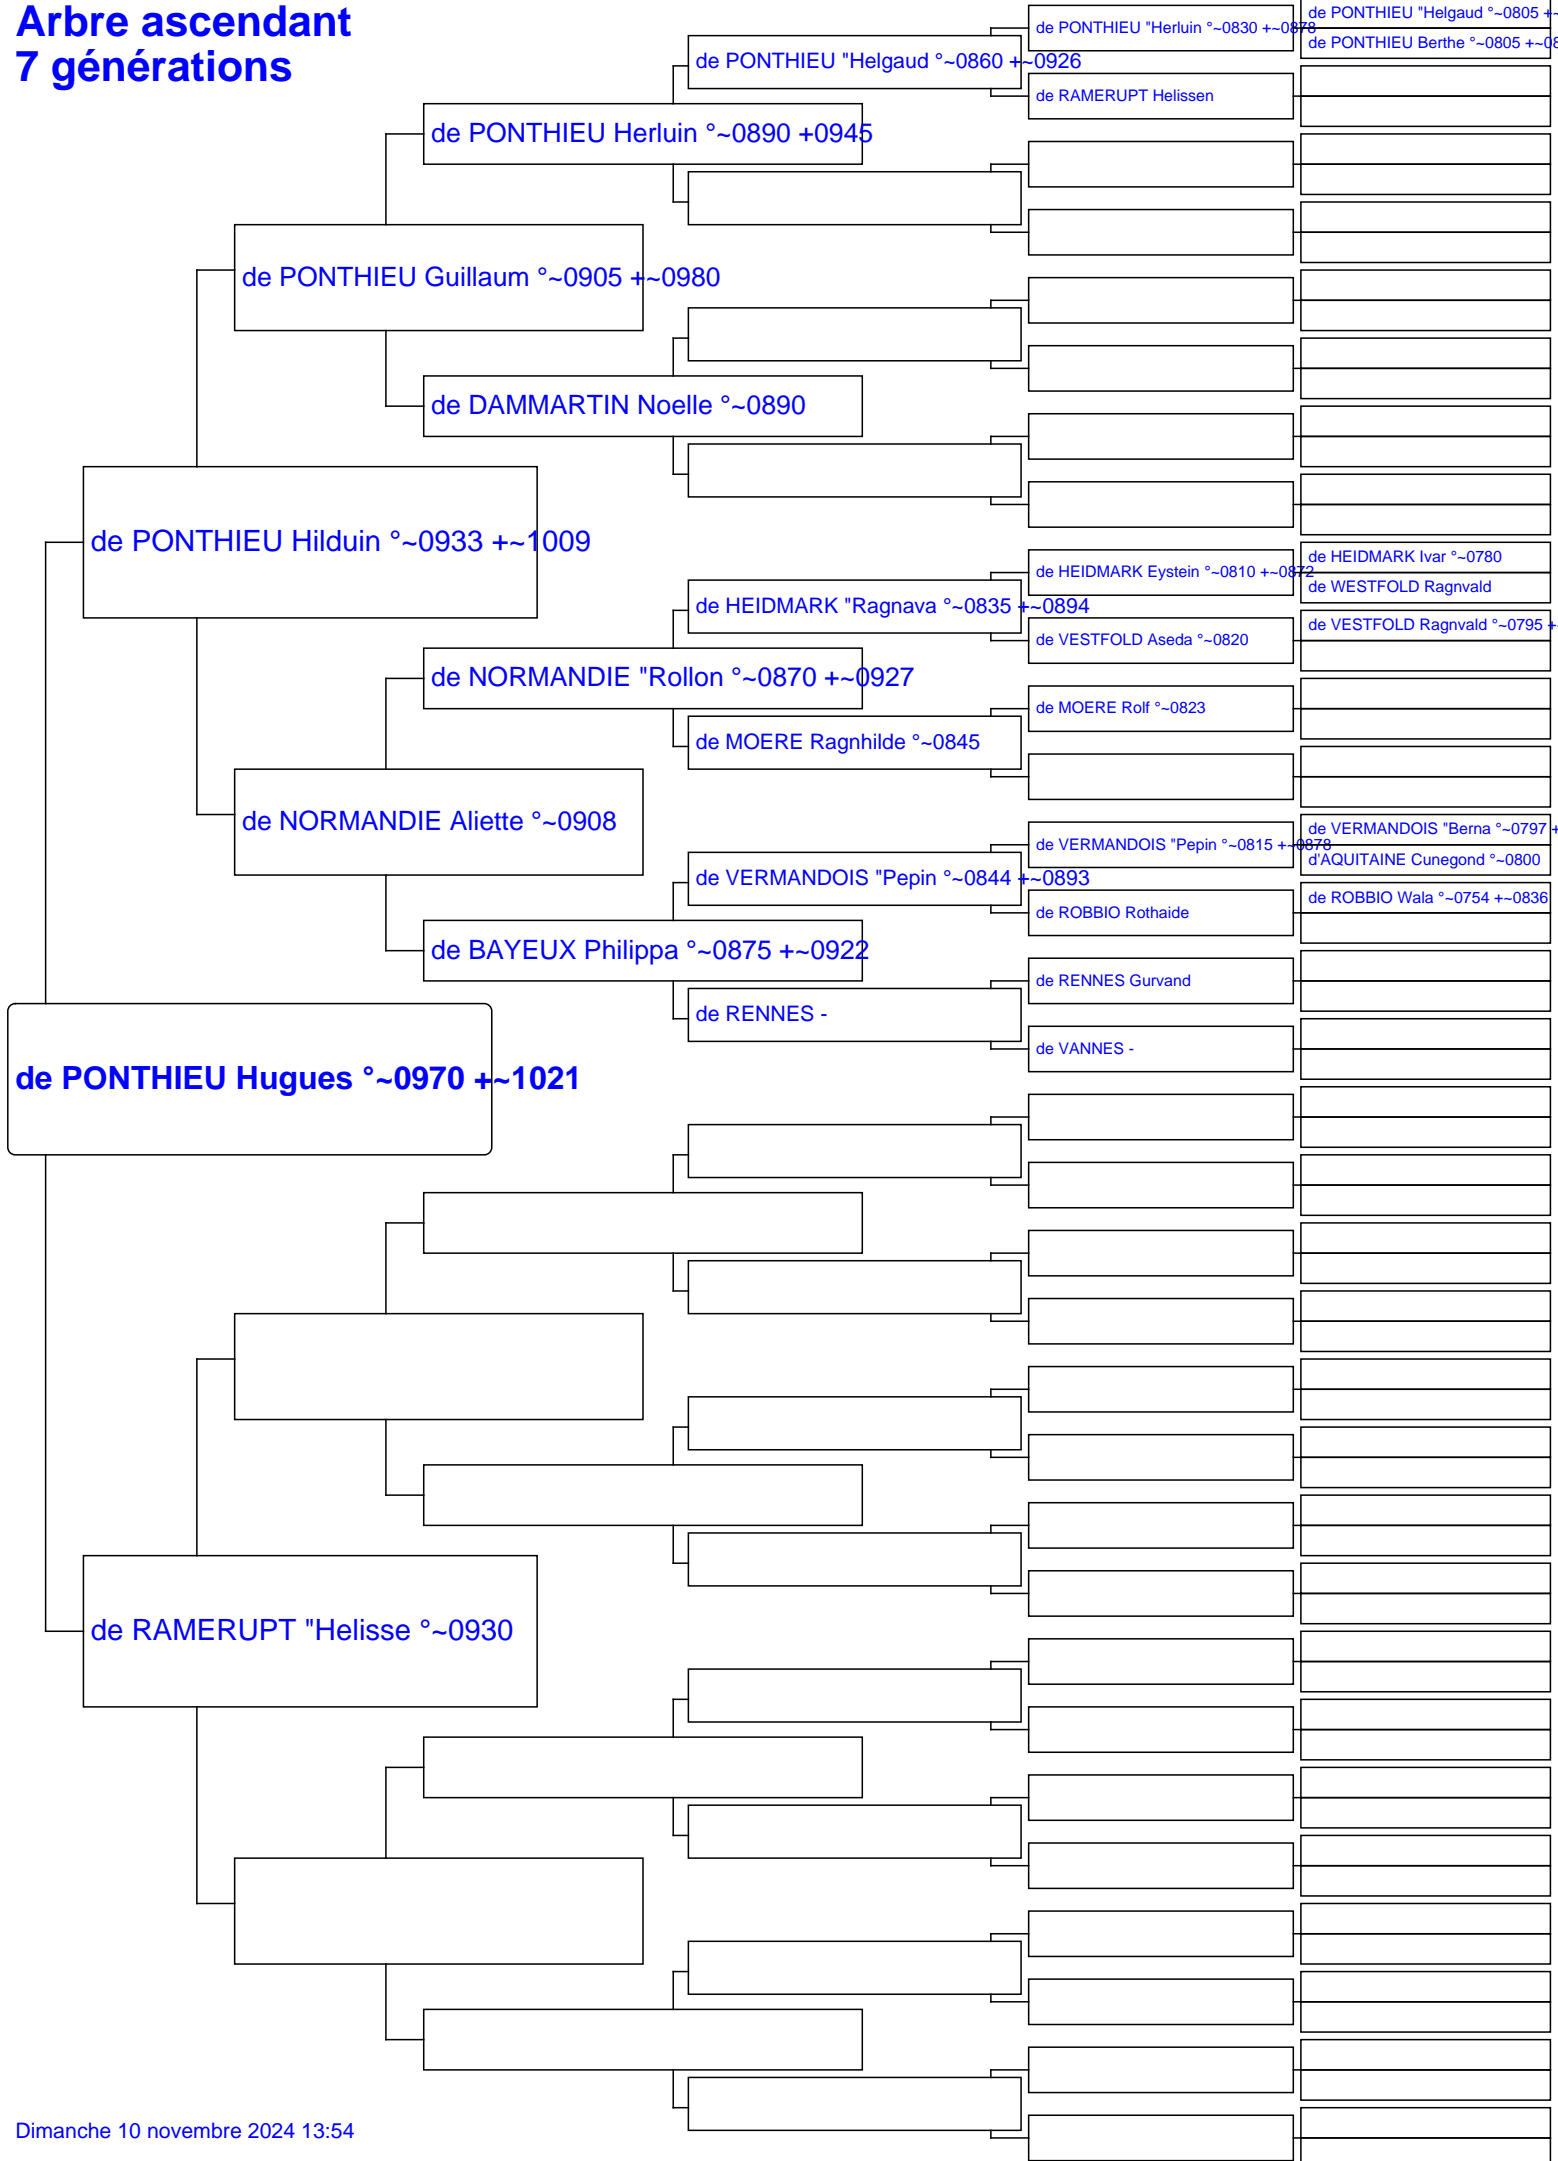 Arbre ascendant
7 générations
de PONTHIEU "Helgaud °~0805 +~
de PONTHIEU "Herluin °~0830 +~0878
de PONTHIEU Berthe °~0805 +~08
de PONTHIEU "Helgaud °~0860 +~0926
de RAMERUPT Helissen
de PONTHIEU Herluin °~0890 +0945
de PONTHIEU Guillaum °~0905 +~0980
de DAMMARTIN Noelle °~0890
de PONTHIEU Hilduin °~0933 +~1009
de HEIDMARK Ivar °~0780
de HEIDMARK Eystein °~0810 +~0872
de WESTFOLD Ragnvald
de HEIDMARK "Ragnava °~0835 +~0894
de VESTFOLD Ragnvald °~0795 +
de VESTFOLD Aseda °~0820
de NORMANDIE "Rollon °~0870 +~0927
de MOERE Rolf °~0823
de MOERE Ragnhilde °~0845
de NORMANDIE Aliette °~0908
de VERMANDOIS "Berna °~0797 +
de VERMANDOIS "Pepin °~0815 +~0878
d'AQUITAINE Cunegond °~0800
de VERMANDOIS "Pepin °~0844 +~0893
de ROBBIO Wala °~0754 +~0836
de ROBBIO Rothaide
de BAYEUX Philippa °~0875 +~0922
de RENNES Gurvand
de RENNES -
de VANNES -
de PONTHIEU Hugues °~0970 +~1021
de RAMERUPT "Helisse °~0930
Dimanche 10 novembre 2024 13:54